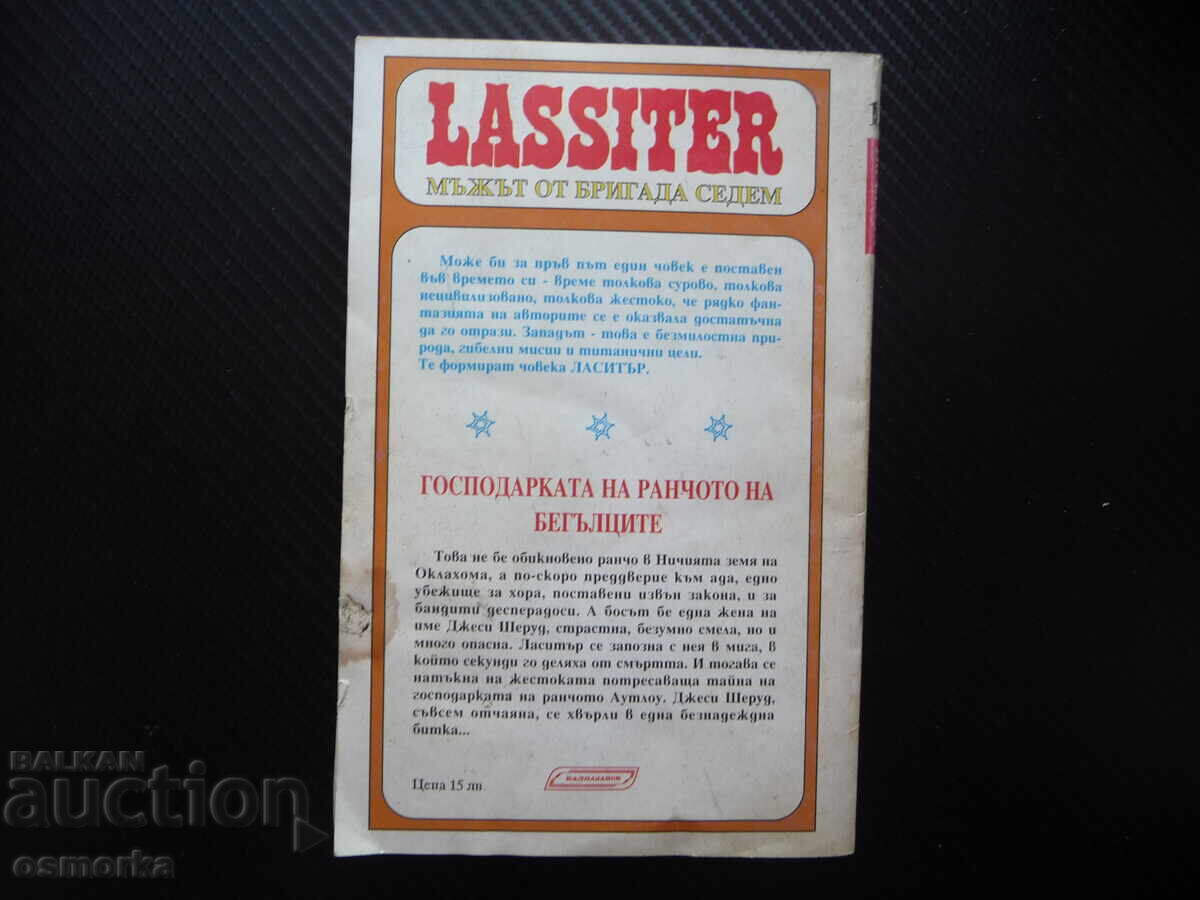 LASSITER
МЪЖЪТ ОТ БРИГАДА СЕДЕМ
1
Може би за пръв път един човек е поставен
във времето си - време толкова сурово, толкова
нецивилизовано, толкова жестоко, че рядко фан-
тазията на авторите се е оказвала достатъчна
да го отрази. Западът - това е безмилостна при-
рода, гибелни мисии и титанични цели.
Те формират човека ЛАСИТЪР.
ГОСПОДАРКАТА НА РАНЧОТО НА
БЕГЪЛЦИТЕ
Това не бе обикновено ранчо в Ничията земя на
Оклахома, а по-скоро преддверие към ада, едно
убежище за хора, поставени извън закона, и за
бандити десперадоси. А босът бе една жена на
име Джеси Шеруд, страстна, безумно смела, но и
много опасна. Ласитър се запозна с нея в мига, в
който секунди го деляха от смъртта. И тогава се
натъкна на жестоката потресаваща тайна на
господарката на ранчото Аутлоу. Джеси Шеруд,
съвсем отчаяна, се хвърли в една безнадеждна
битка...
Цена 15 лв
КАЛПАЗАНОВ
BALKAN
auction
osmorka